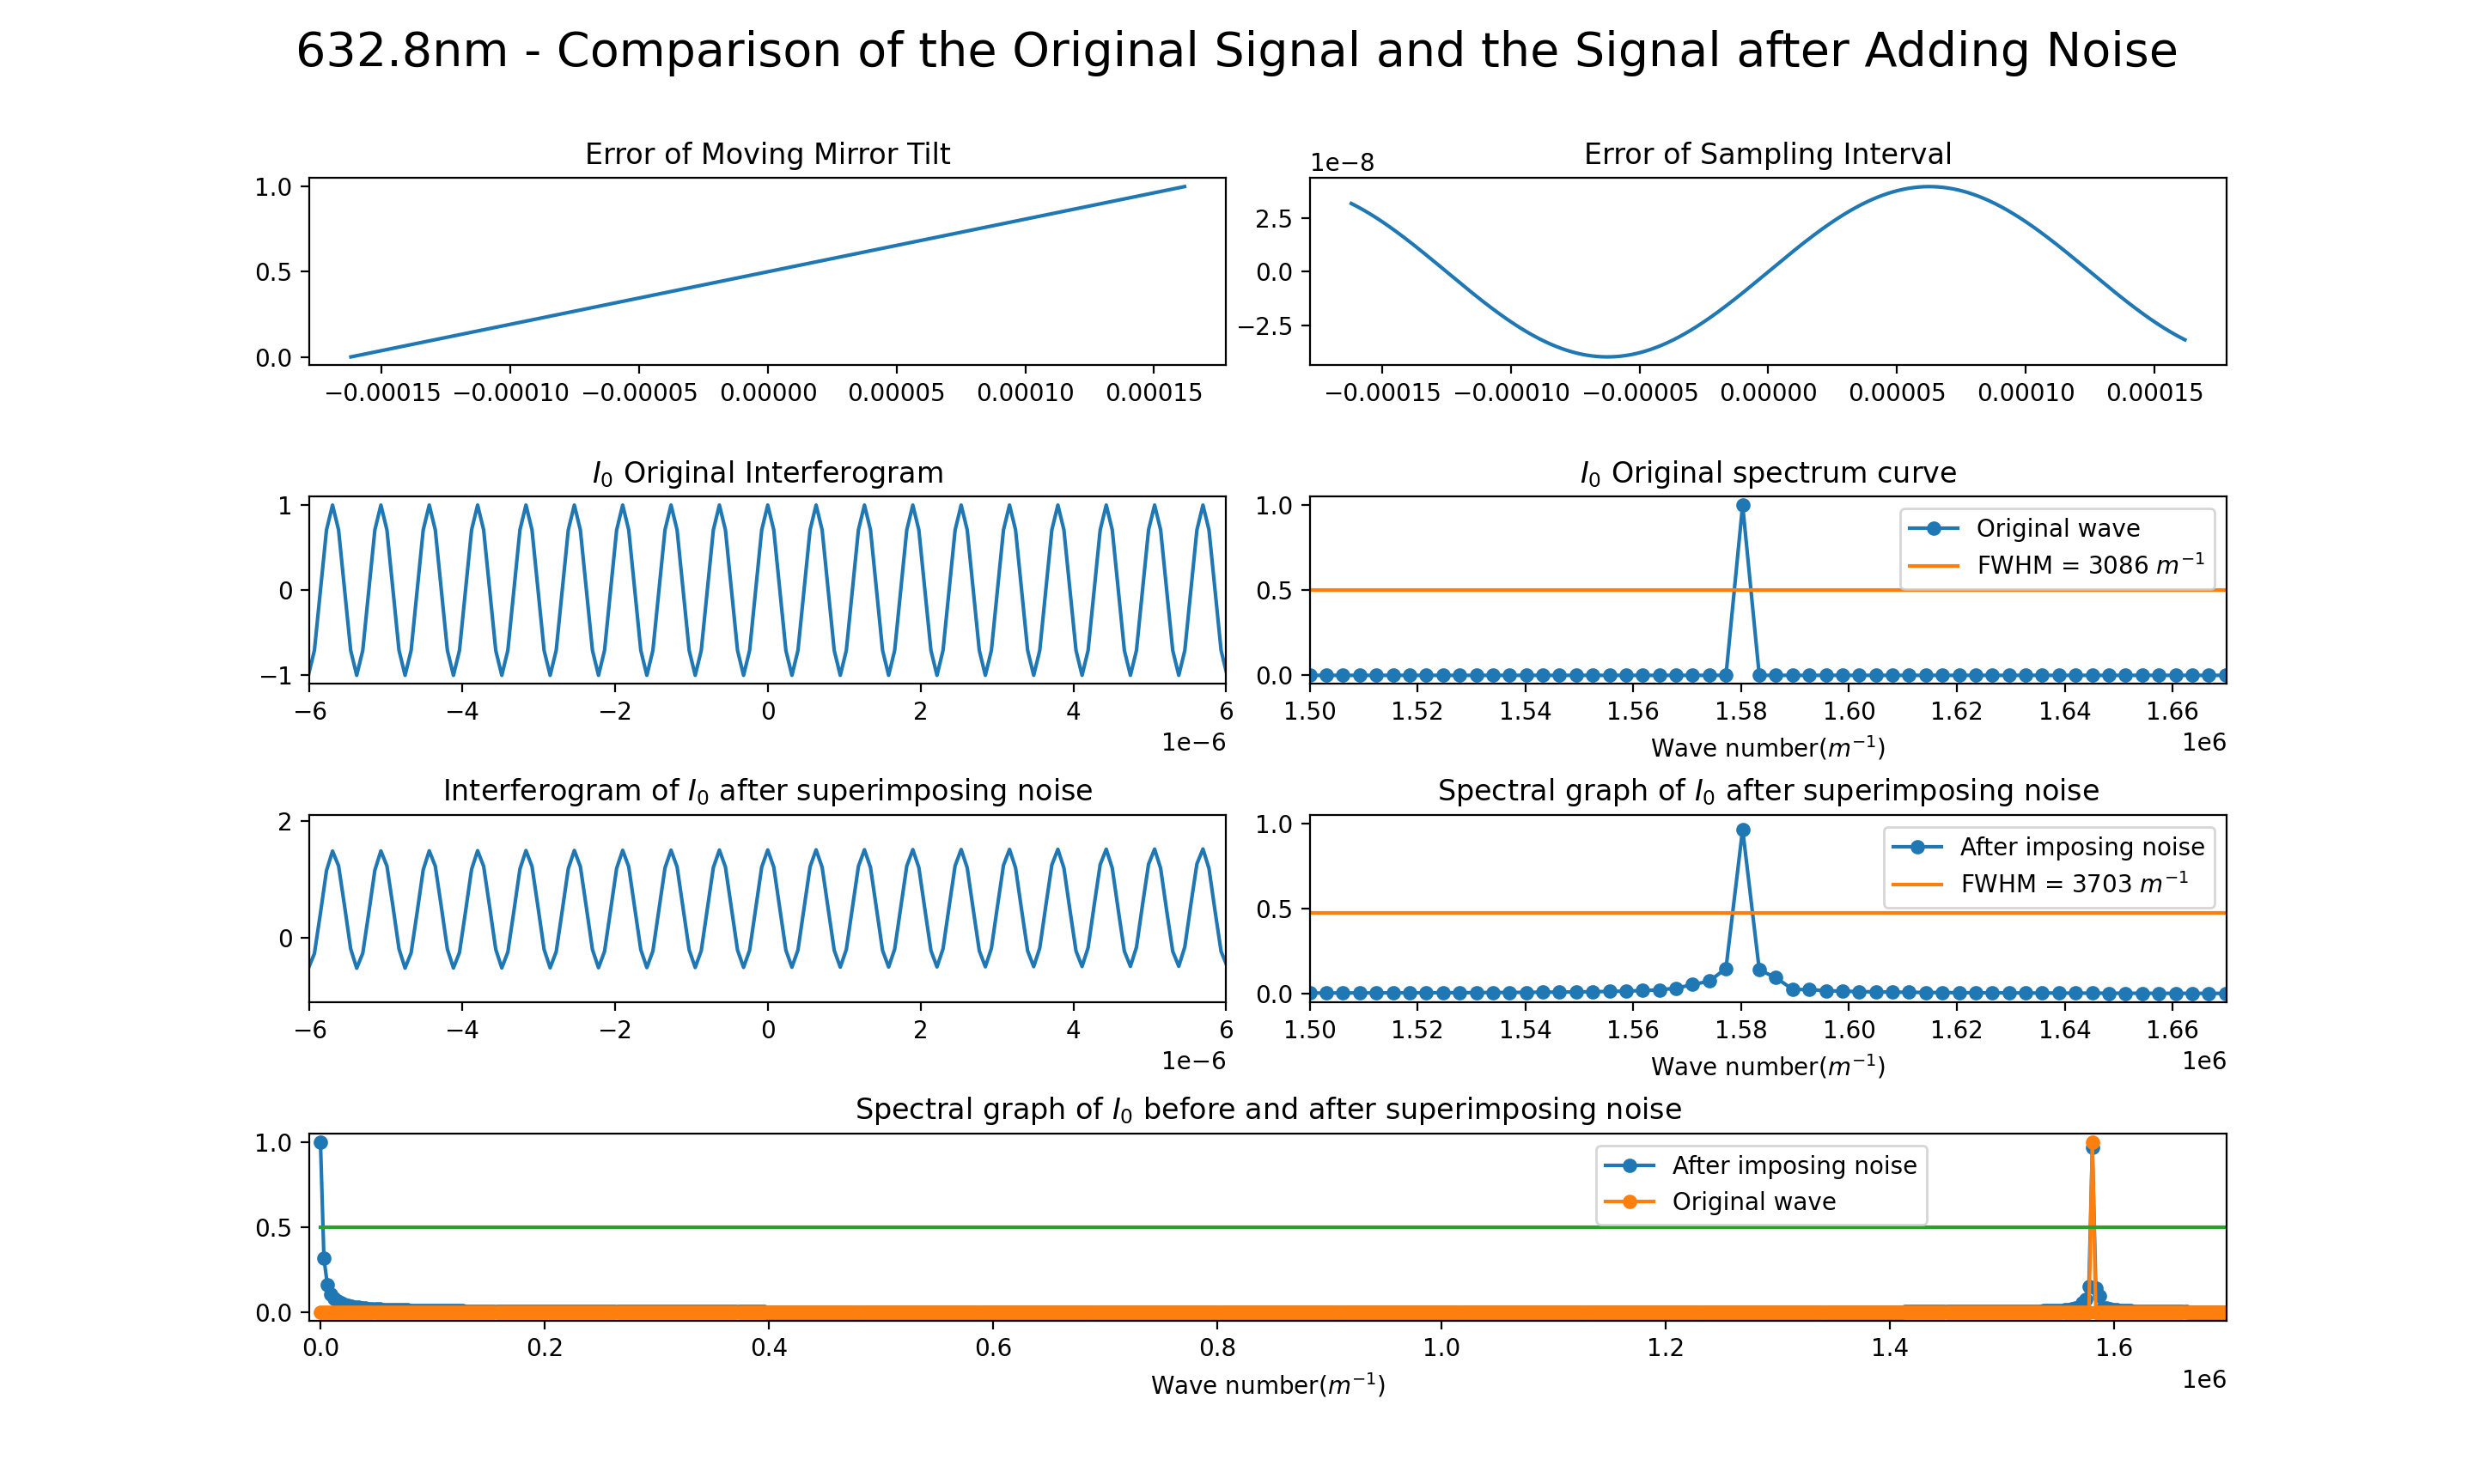 632.8nm - Comparison of the Original Signal and the Signal after Adding Noise
Error of Moving Mirror Tilt
1.0
0.5
0.0
−0.00015 −0.00010 −0.00005 0.00000 0.00005 0.00010 0.00015
Error of Sampling Interval
1e−8
2.5
0.0
−2.5
−0.00015 −0.00010 −0.00005 0.00000 0.00005 0.00010 0.00015
I₀ Original Interferogram
1
0
−1
−6 −4 −2 0 2 4 6
1e−6
I₀ Original spectrum curve
1.0
0.5
0.0
Original wave
FWHM = 3086 m⁻¹
1.50 1.52 1.54 1.56 1.58 1.60 1.62 1.64 1.66
Wave number(m⁻¹)
1e6
Interferogram of I₀ after superimposing noise
2
0
−6 −4 −2 0 2 4 6
1e−6
Spectral graph of I₀ after superimposing noise
1.0
0.5
0.0
After imposing noise
FWHM = 3703 m⁻¹
1.50 1.52 1.54 1.56 1.58 1.60 1.62 1.64 1.66
Wave number(m⁻¹)
1e6
Spectral graph of I₀ before and after superimposing noise
1.0
0.5
0.0
After imposing noise
Original wave
0.0 0.2 0.4 0.6 0.8 1.0 1.2 1.4 1.6
Wave number(m⁻¹)
1e6